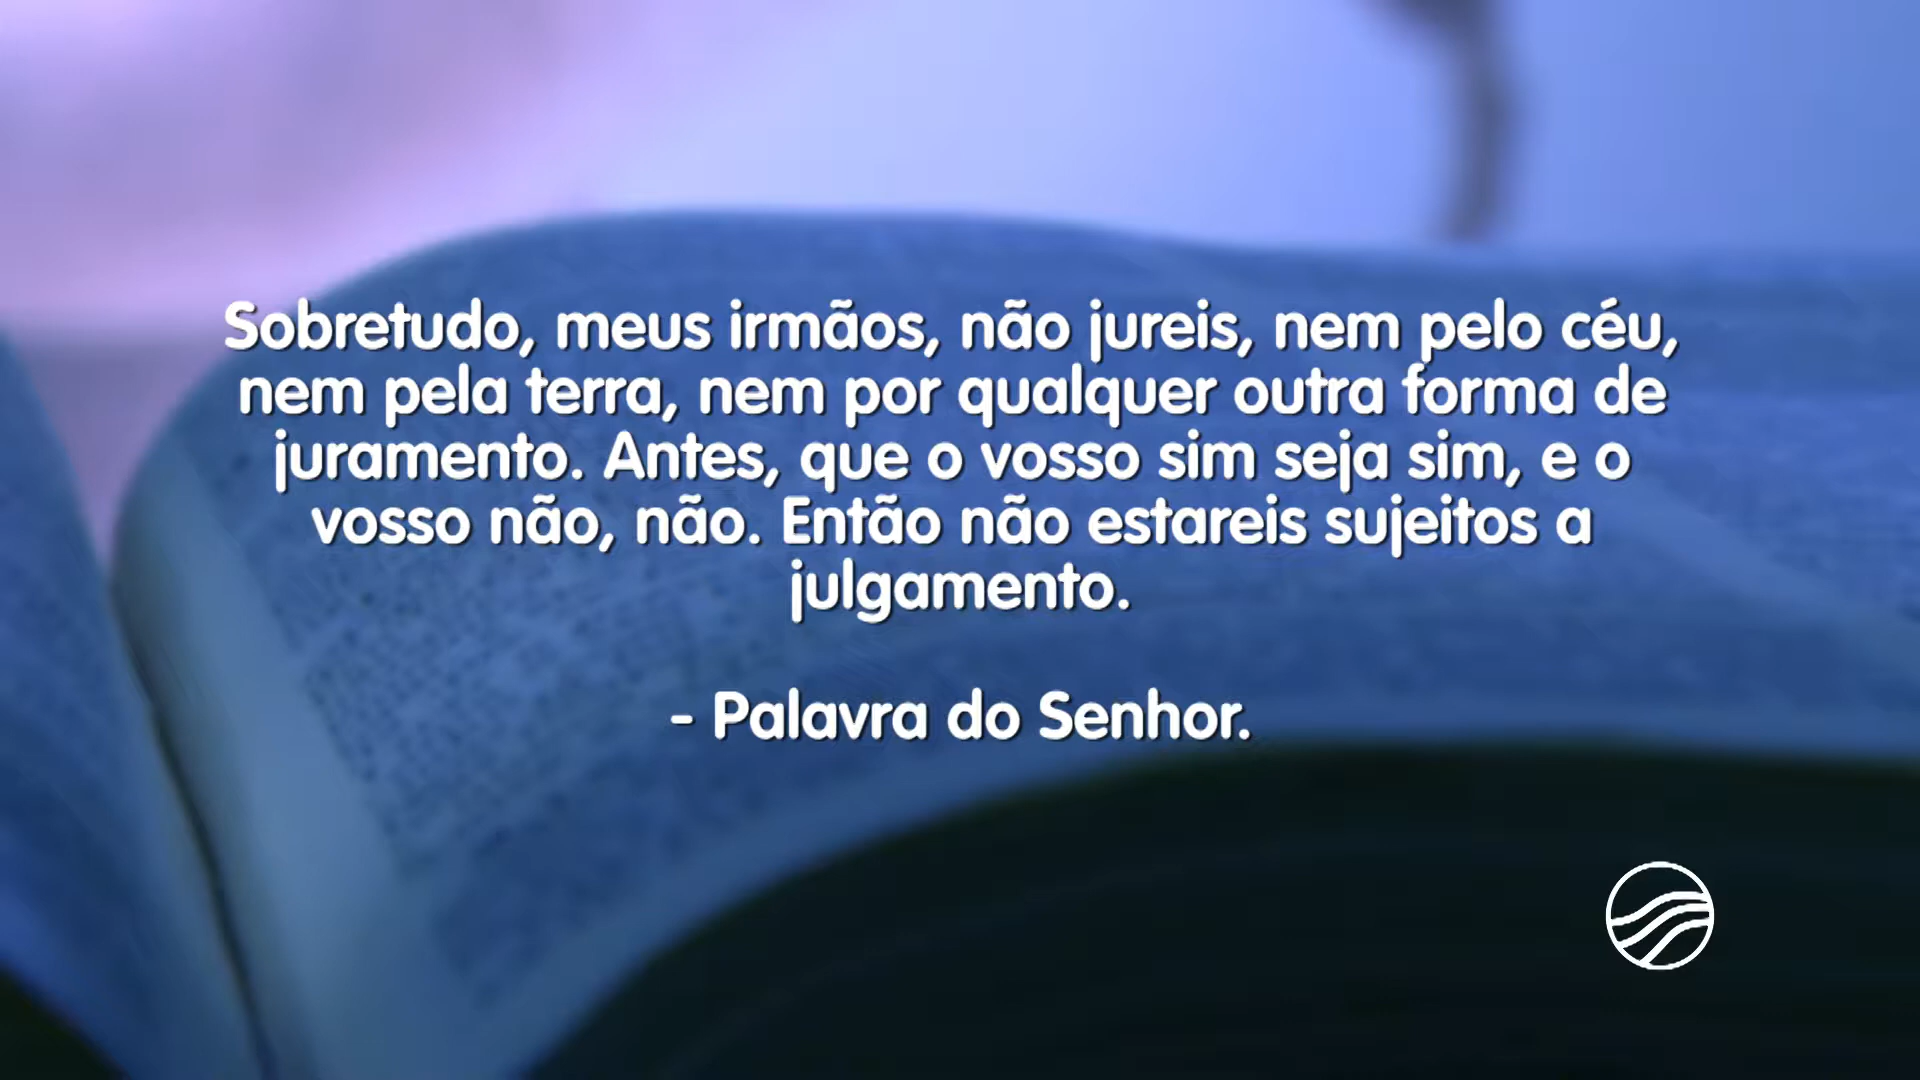 Sobretudo, meus irmãos, não jureis, nem pelo céu,
nem pela terra, nem por qualquer outra forma de
juramento. Antes, que o vosso sim seja sim, e o
vosso não, não. Então não estareis sujeitos a
julgamento.
- Palavra do Senhor.